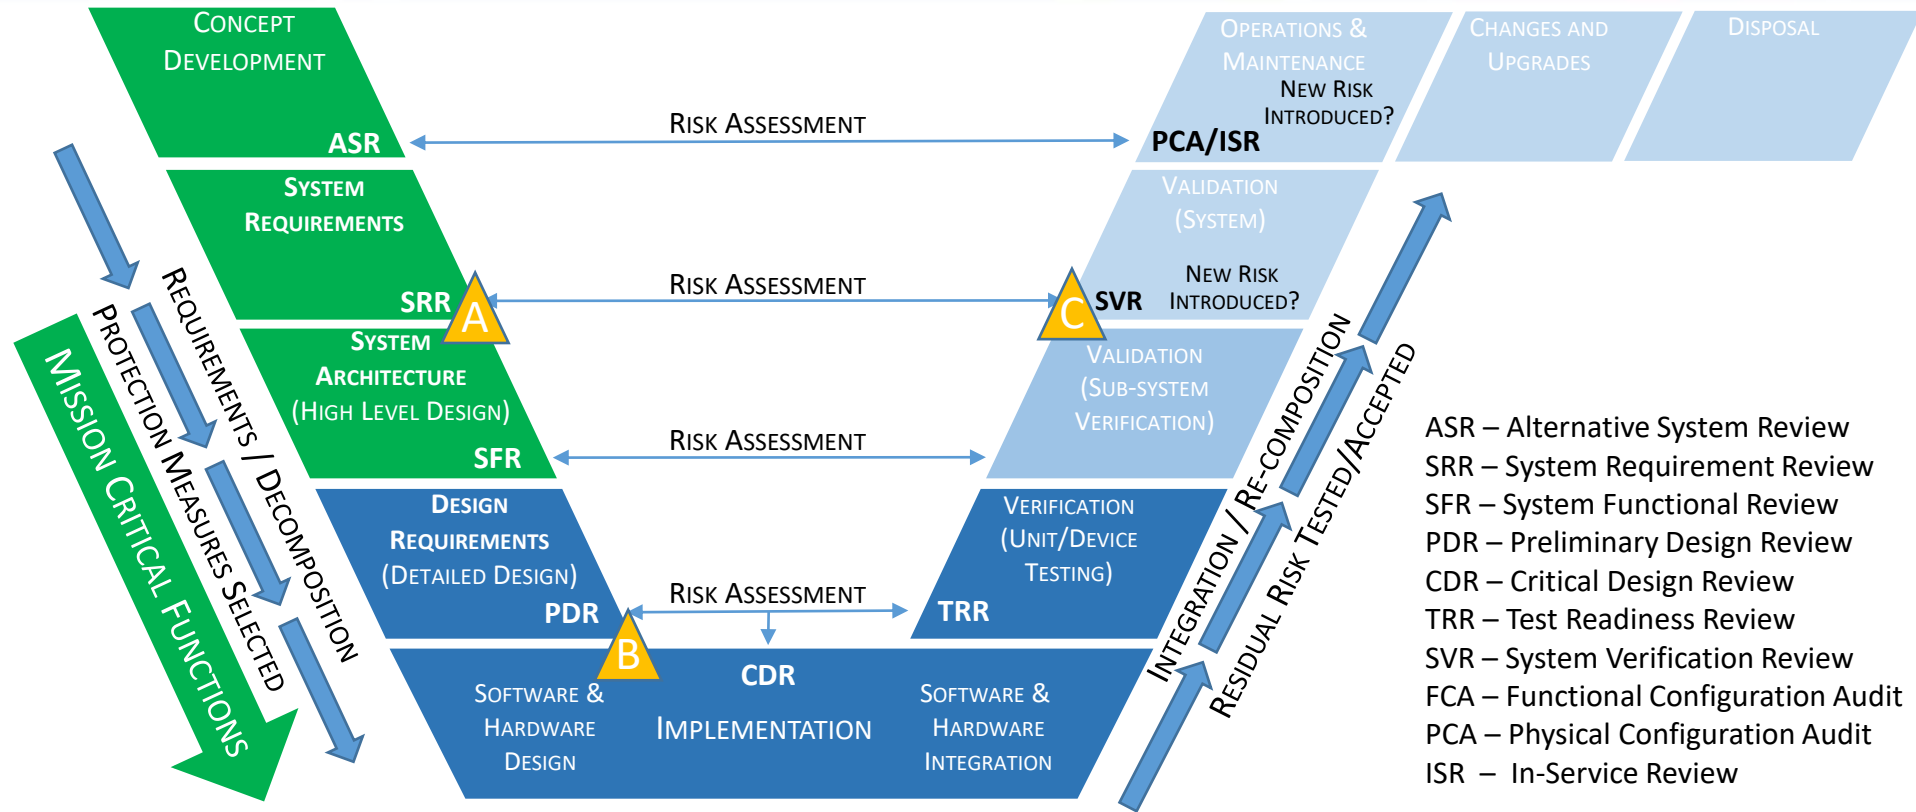 CONCEPT
DEVELOPMENT
ASR
SYSTEM
REQUIREMENTS
SRR
A
SYSTEM
ARCHITECTURE
(HIGH LEVEL DESIGN)
SFR
DESIGN
REQUIREMENTS
(DETAILED DESIGN)
PDR
B
SOFTWARE &
HARDWARE
DESIGN
CDR
IMPLEMENTATION
SOFTWARE &
HARDWARE
INTEGRATION
RISK ASSESSMENT
RISK ASSESSMENT
RISK ASSESSMENT
RISK ASSESSMENT
OPERATIONS &
MAINTENANCE
NEW RISK
INTRODUCED?
PCA/ISR
CHANGES AND
UPGRADES
DISPOSAL
VALIDATION
(SYSTEM)
C
SVR
NEW RISK
INTRODUCED?
VALIDATION
(SUB-SYSTEM
VERIFICATION)
VERIFICATION
(UNIT/DEVICE
TESTING)
TRR
MISSION CRITICAL FUNCTIONS
PROTECTION MEASURES SELECTED
REQUIREMENTS / DECOMPOSITION
INTEGRATION / RE-COMPOSITION
RESIDUAL RISK TESTED/ACCEPTED
ASR – Alternative System Review
SRR – System Requirement Review
SFR – System Functional Review
PDR – Preliminary Design Review
CDR – Critical Design Review
TRR – Test Readiness Review
SVR – System Verification Review
FCA – Functional Configuration Audit
PCA – Physical Configuration Audit
ISR – In-Service Review